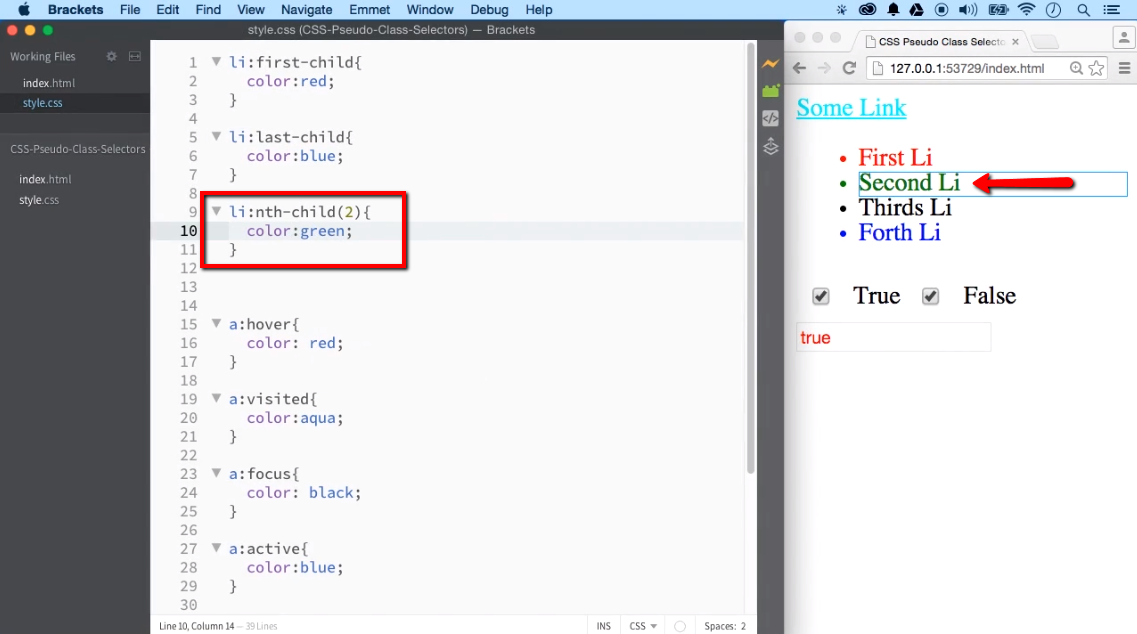 Brackets File Edit Find View Navigate Emmet Window Debug Help
style.css (CSS-Pseudo-Class-Selectors) — Brackets
Working Files
index.html
style.css
CSS-Pseudo-Class-Selectors
index.html
style.css
1 li:first-child{
2 color:red;
3 }
4
5 li:last-child{
6 color:blue;
7 }
8
9 li:nth-child(2){
10 color:green;
11 }
12
13
14
15 a:hover{
16 color: red;
17 }
18
19 a:visited{
20 color:aqua;
21 }
22
23 a:focus{
24 color: black;
25 }
26
27 a:active{
28 color:blue;
29 }
30
Line 10, Column 14 — 39 Lines
INS CSS Spaces: 2
CSS Pseudo Class Selecto
127.0.0.1:53729/index.html
Some Link
• First Li
• Second Li
• Thirds Li
• Forth Li
True False
true